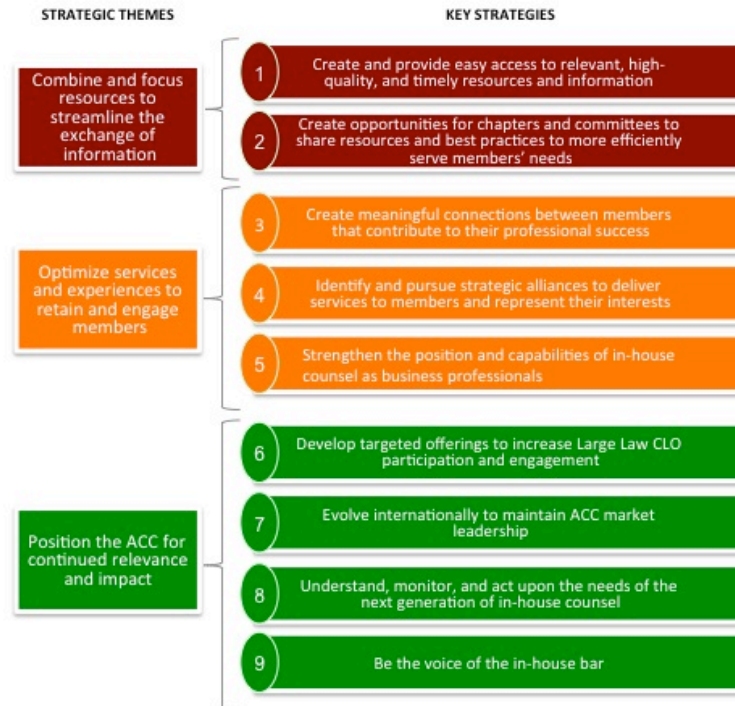 STRATEGIC THEMES
KEY STRATEGIES
Combine and focus
resources to
streamline the
exchange of
information
1
Create and provide easy access to relevant, high-
quality, and timely resources and information
2
Create opportunities for chapters and committees to
share resources and best practices to more efficiently
serve members’ needs
Optimize services
and experiences to
retain and engage
members
3
Create meaningful connections between members
that contribute to their professional success
4
Identify and pursue strategic alliances to deliver
services to members and represent their interests
5
Strengthen the position and capabilities of in-house
counsel as business professionals
Position the ACC for
continued relevance
and impact
6
Develop targeted offerings to increase Large Law CLO
participation and engagement
7
Evolve internationally to maintain ACC market
leadership
8
Understand, monitor, and act upon the needs of the
next generation of in-house counsel
9
Be the voice of the in-house bar